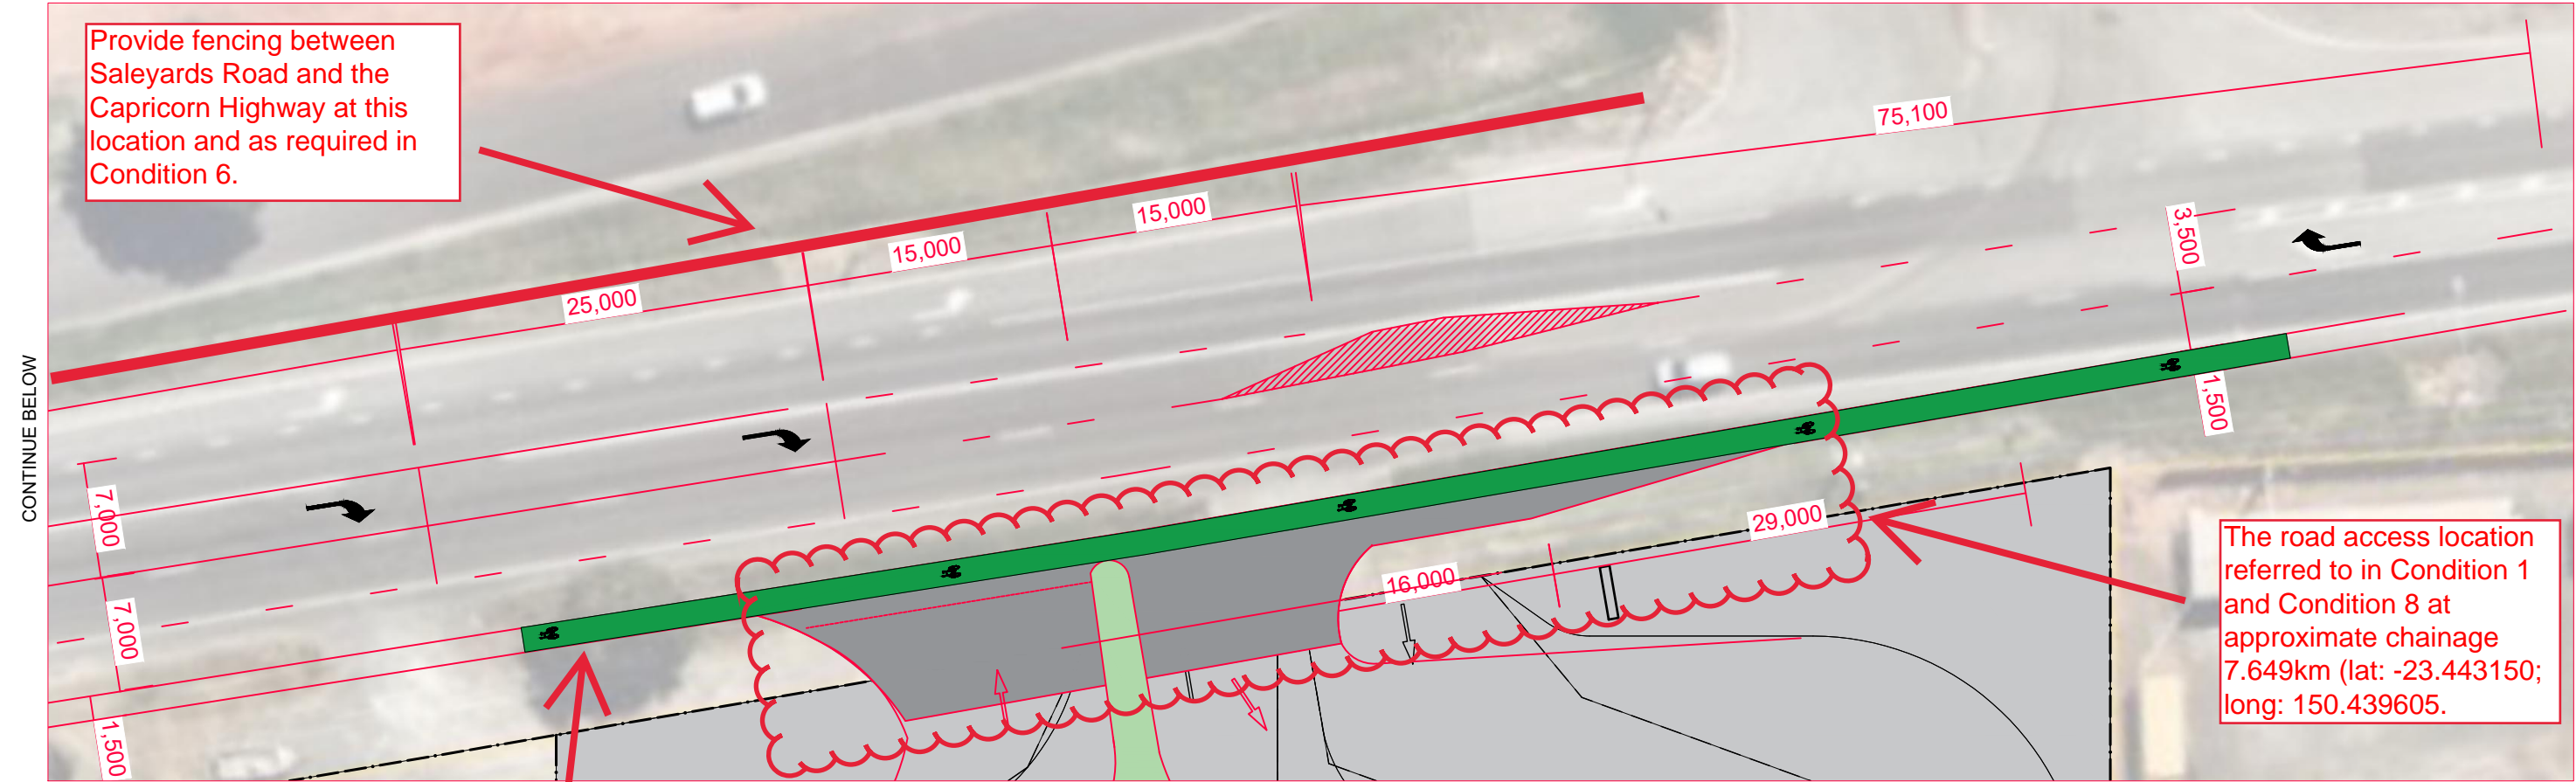 Provide fencing between
Saleyards Road and the
Capricorn Highway at this
location and as required in
Condition 6.
75,100
15,000
15,000
25,000
3,500
1,500
CONTINUE BELOW
7,000
7,000
1,500
29,000
16,000
The road access location
referred to in Condition 1
and Condition 8 at
approximate chainage
7.649km (lat: -23.443150;
long: 150.439605.